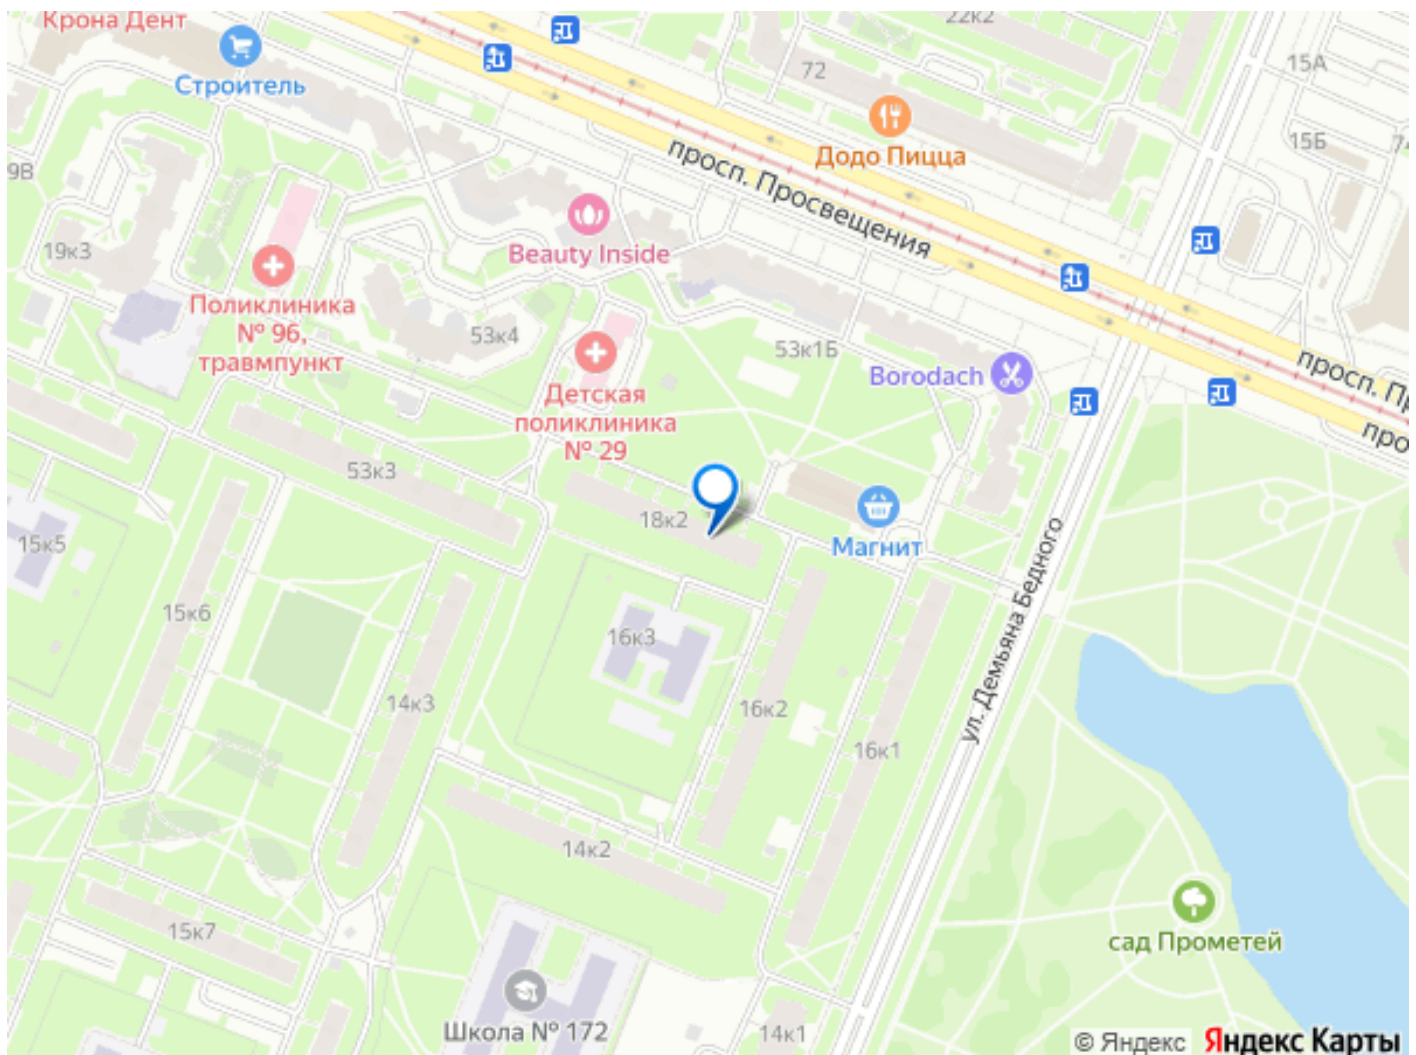 Крона Дент
22к2
Строитель
72
15А
Додо Пицца
15Б
9В
просп. Просвещения
Beauty Inside
19к3
Поликлиника
№ 96,
травмпункт
53к4
53к1Б
Borodach
Детская
поликлиника
№ 29
просп. Пр
про
53к3
18к2
Магнит
15к5
ул. Демьяна Бедного
15к6
16к3
14к3
16к2
16к1
14к2
15к7
сад Прометей
Школа № 172
14к1
© Яндекс Яндекс Карты